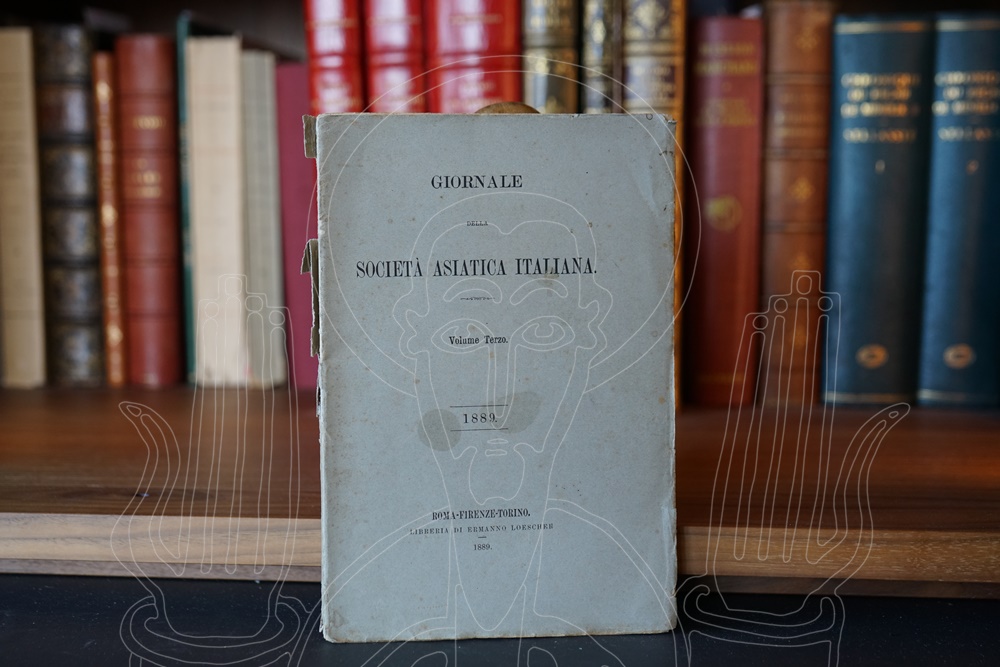 GIORNALE
DELLA
SOCIETÀ ASIATICA ITALIANA.
Volume Terzo.
1889.
ROMA-FIRENZE-TORINO.
LIBRERIA DI ERMANNO LOESCHER
1889.